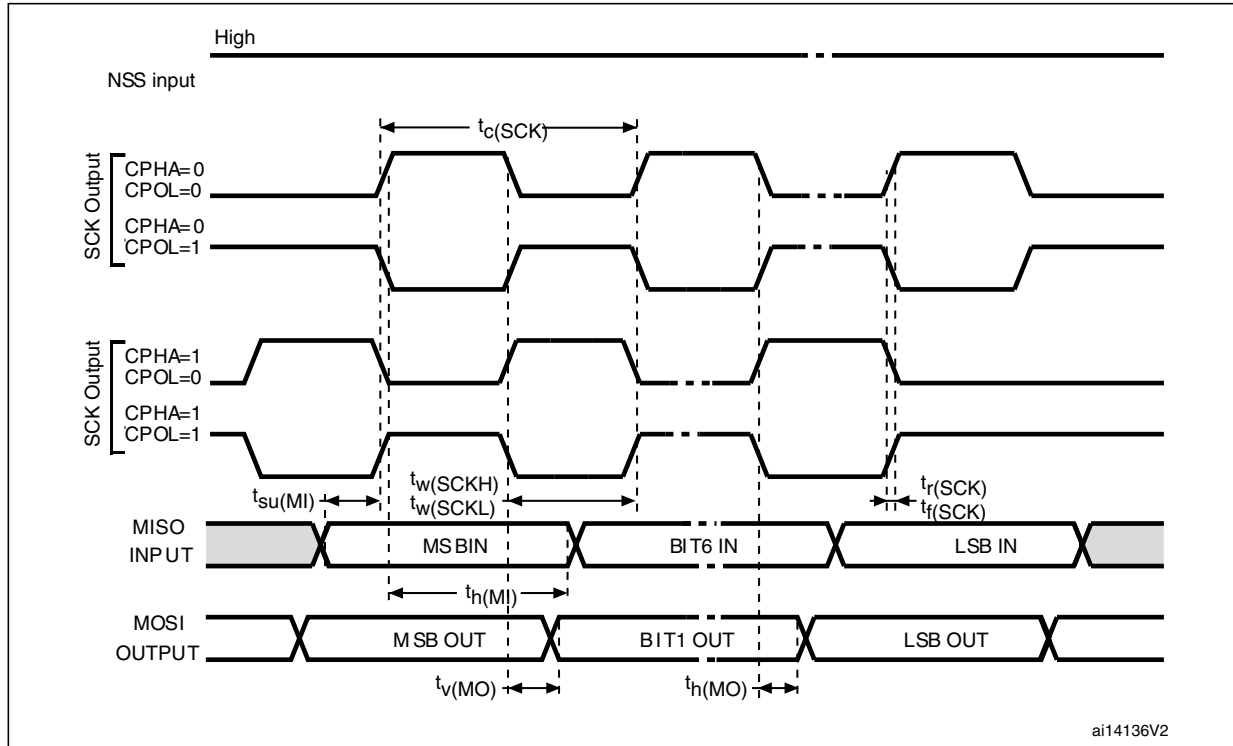 High
NSS input
tc(SCK)
SCK Output
CPHA=0
CPOL=0
CPHA=0
CPOL=1
SCK Output
CPHA=1
CPOL=0
CPHA=1
CPOL=1
tsu(MI)
tw(SCKH)
tw(SCKL)
tr(SCK)
tf(SCK)
MISO
INPUT
MSBIN
BIT6 IN
LSB IN
th(MI)
MOSI
OUTPUT
MSB OUT
BIT1 OUT
LSB OUT
tv(MO)
th(MO)
ai14136V2